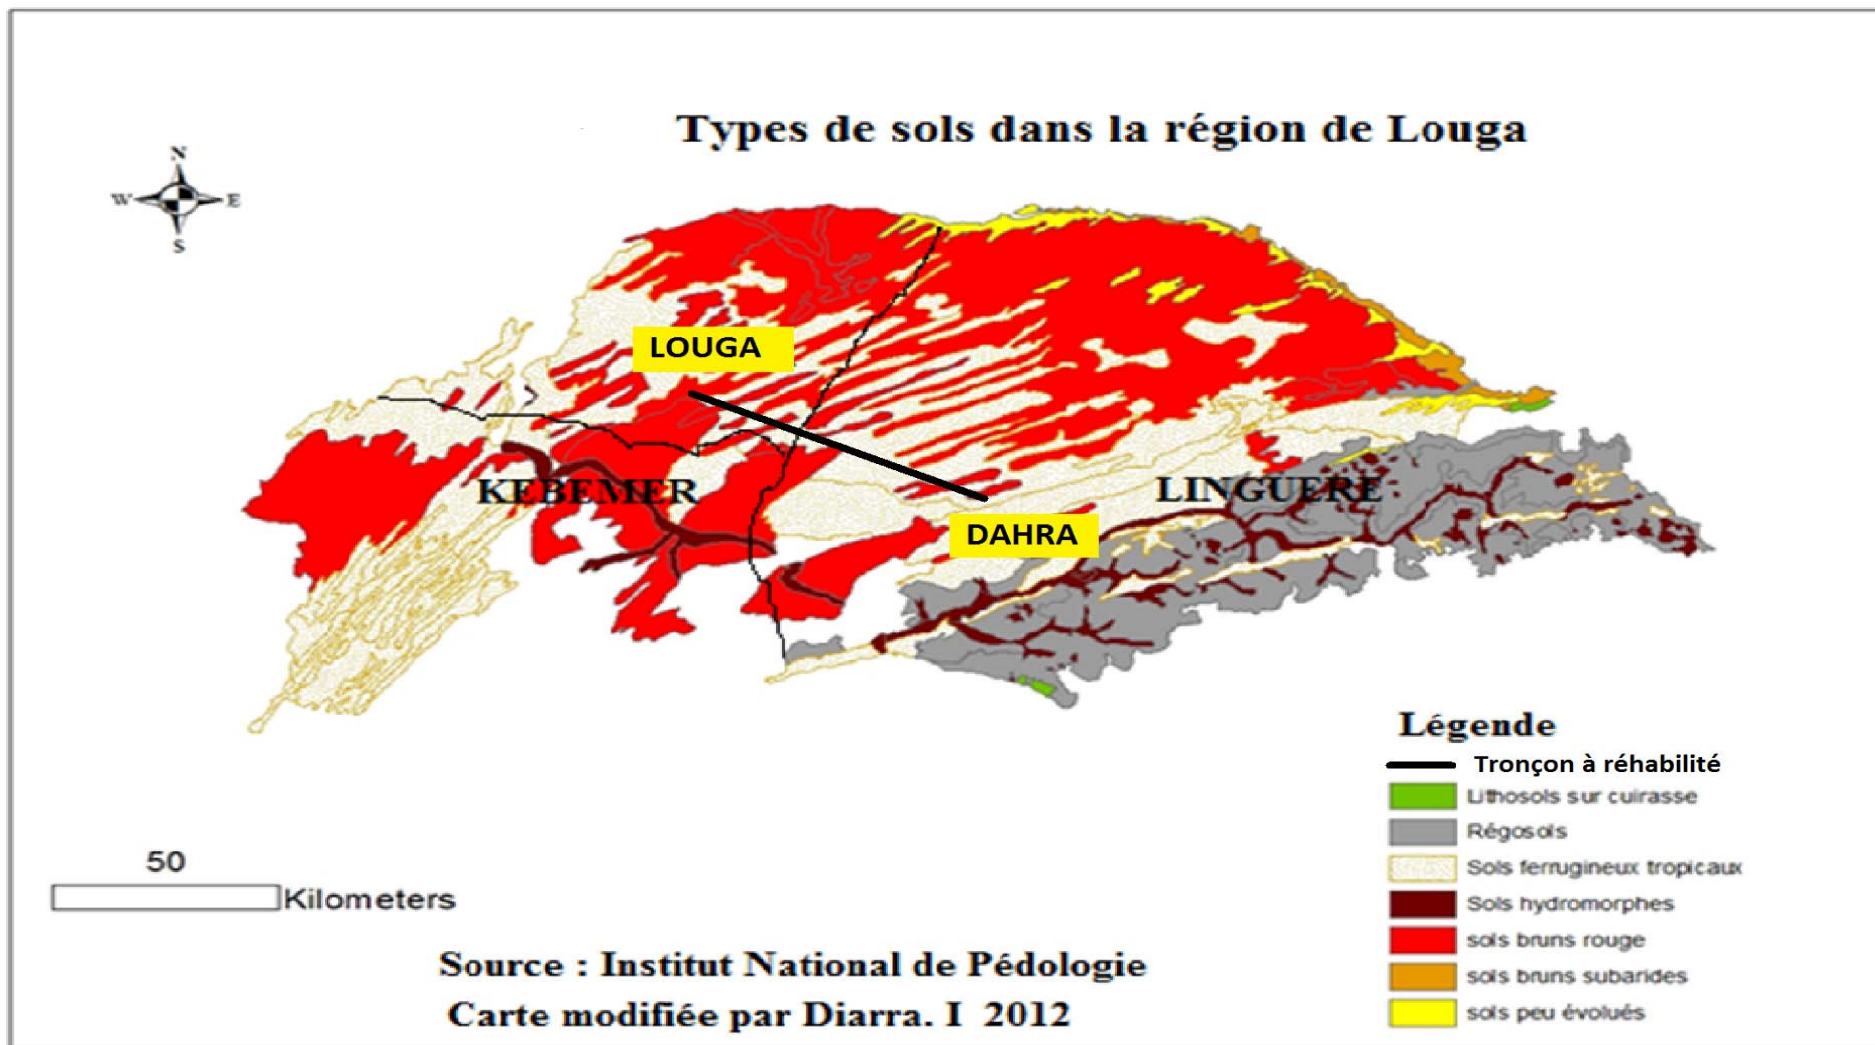 Types de sols dans la région de Louga
N
W E
S
LOUGA
KEBEMER
LINGUERE
DAHRA
Légende
Tronçon à réhabilité
Lithosols sur cuirasse
Régosols
Sols ferrugineux tropicaux
Sols hydromorphes
sols bruns rouge
sols bruns subarides
sols peu évolués
50
Kilometers
Source : Institut National de Pédologie
Carte modifiée par Diarra. I 2012